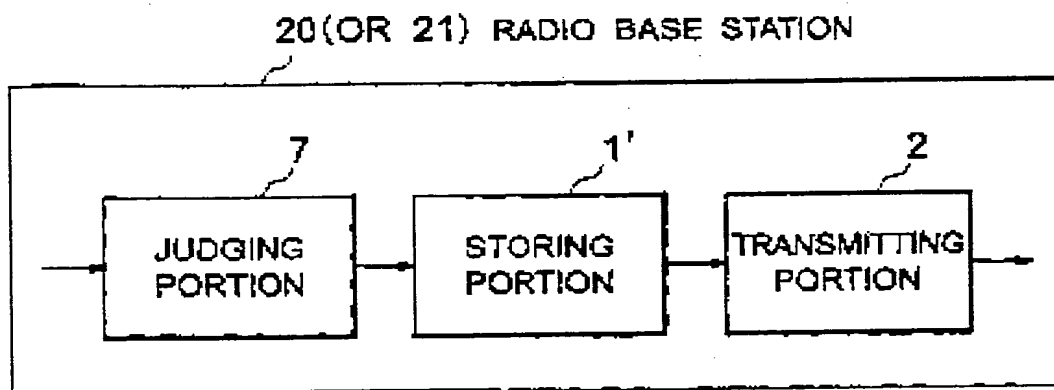 20(OR 21) RADIO BASE STATION
7
1'
2
JUDGING
PORTION
STORING
PORTION
TRANSMITTING
PORTION